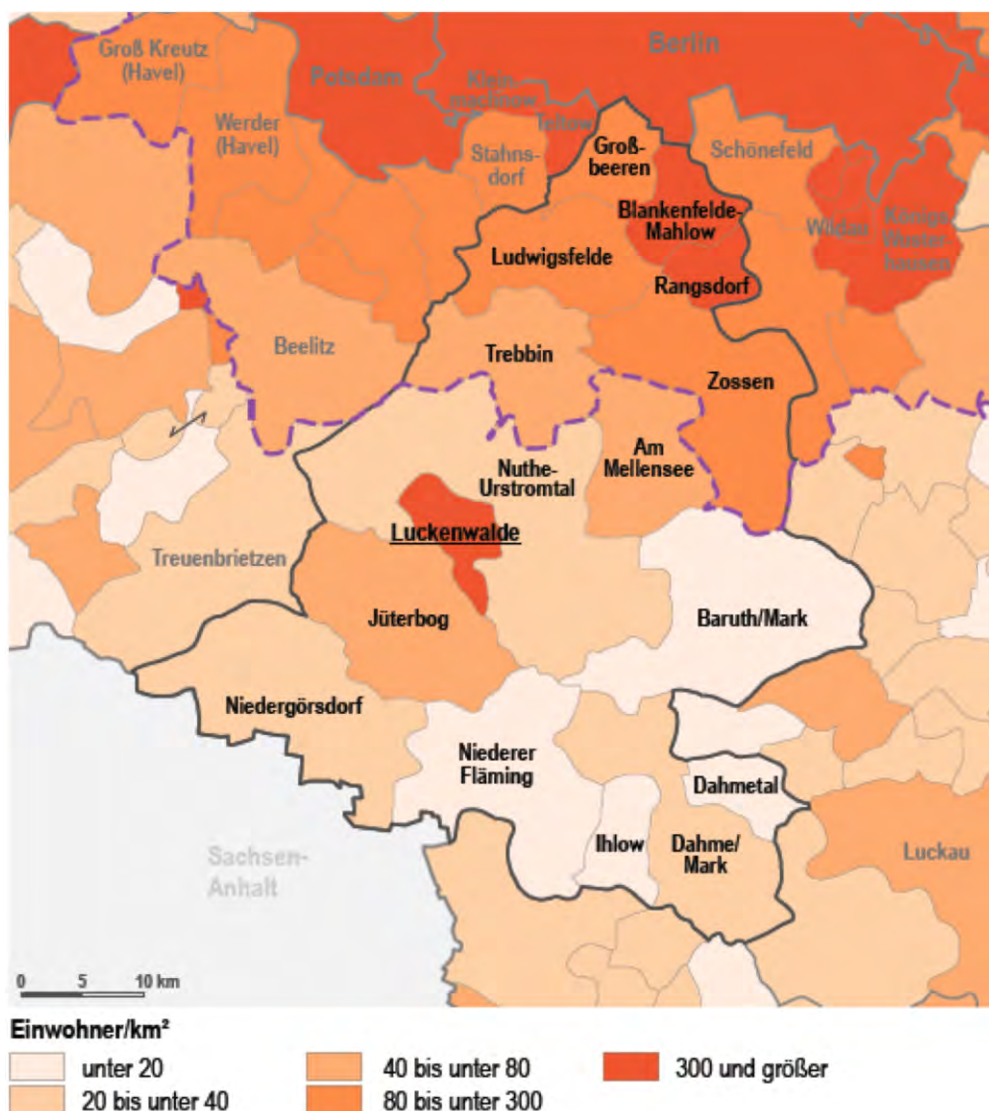 Groß Kreutz
(Havel)
Potsdam
Berlin
Klein-
machnow
Teltow
Werder
(Havel)
Stahns-
dorf
Groß-
beeren
Schönefeld
Blankenfelde-
Mahlow
Wildau
Königs
Wuster-
hausen
Ludwigsfelde
Rangsdorf
Beelitz
Trebbin
Zossen
Am
Mellensee
Nuthe-
Urstromtal
Luckenwalde
Treuenbrietzen
Jüterbog
Baruth/Mark
Niedergörsdorf
Niederer
Fläming
Dahmetal
Ihlow
Dahme/
Mark
Luckau
Sachsen-
Anhalt
0 5 10 km
Einwohner/km²
unter 20
20 bis unter 40
40 bis unter 80
80 bis unter 300
300 und größer